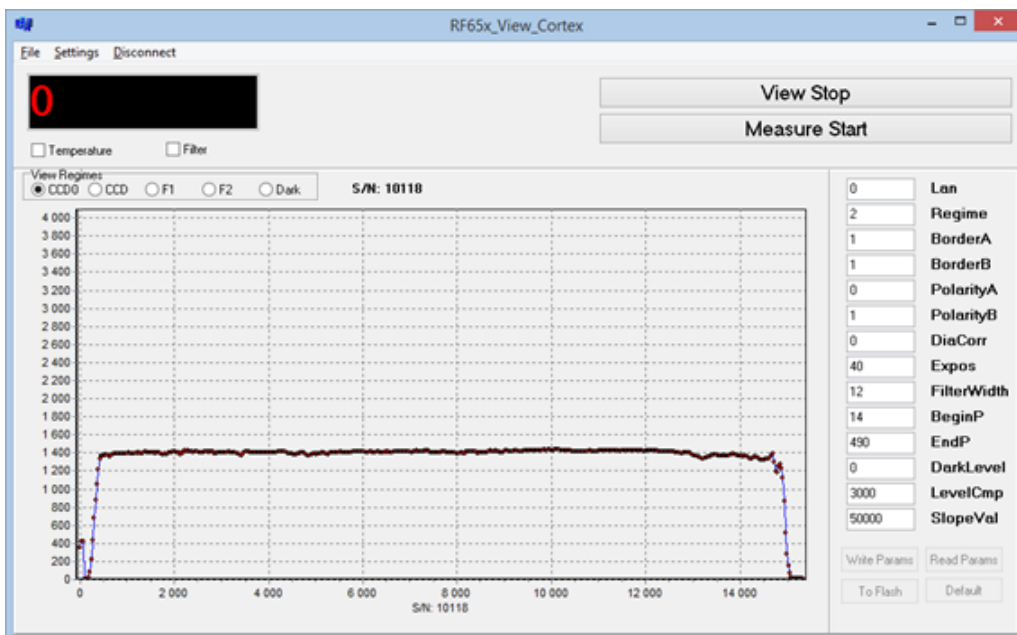 RF65x_View_Cortex
File Settings Disconnect
0
View Stop
Measure Start
Temperature Filter
View Regimes
CCD0 CCD F1 F2 Dark S/N: 10118
4 000
3 800
3 600
3 400
3 200
3 000
2 800
2 600
2 400
2 200
2 000
1 800
1 600
1 400
1 200
1 000
800
600
400
200
0
0 2 000 4 000 6 000 8 000 10 000 12 000 14 000
S/N: 10118
0 Lan
2 Regime
1 BorderA
1 BorderB
0 PolarityA
1 PolarityB
0 DiaCorr
40 Expos
12 FilterWidth
14 BeginP
490 EndP
0 DarkLevel
3000 LevelCmp
50000 SlopeVal
Write Params Read Params
To Flash Default